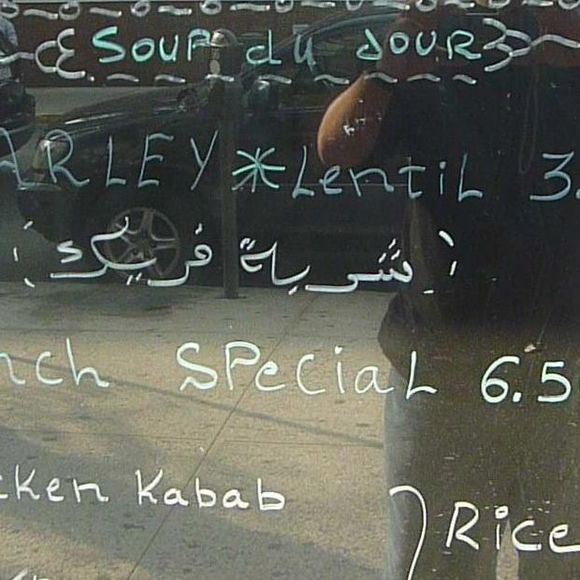 SOUP du JOUR
ARLEY * Lentil 3.
شربة فريك
nch Special 6.5
cken Kabab
Rice